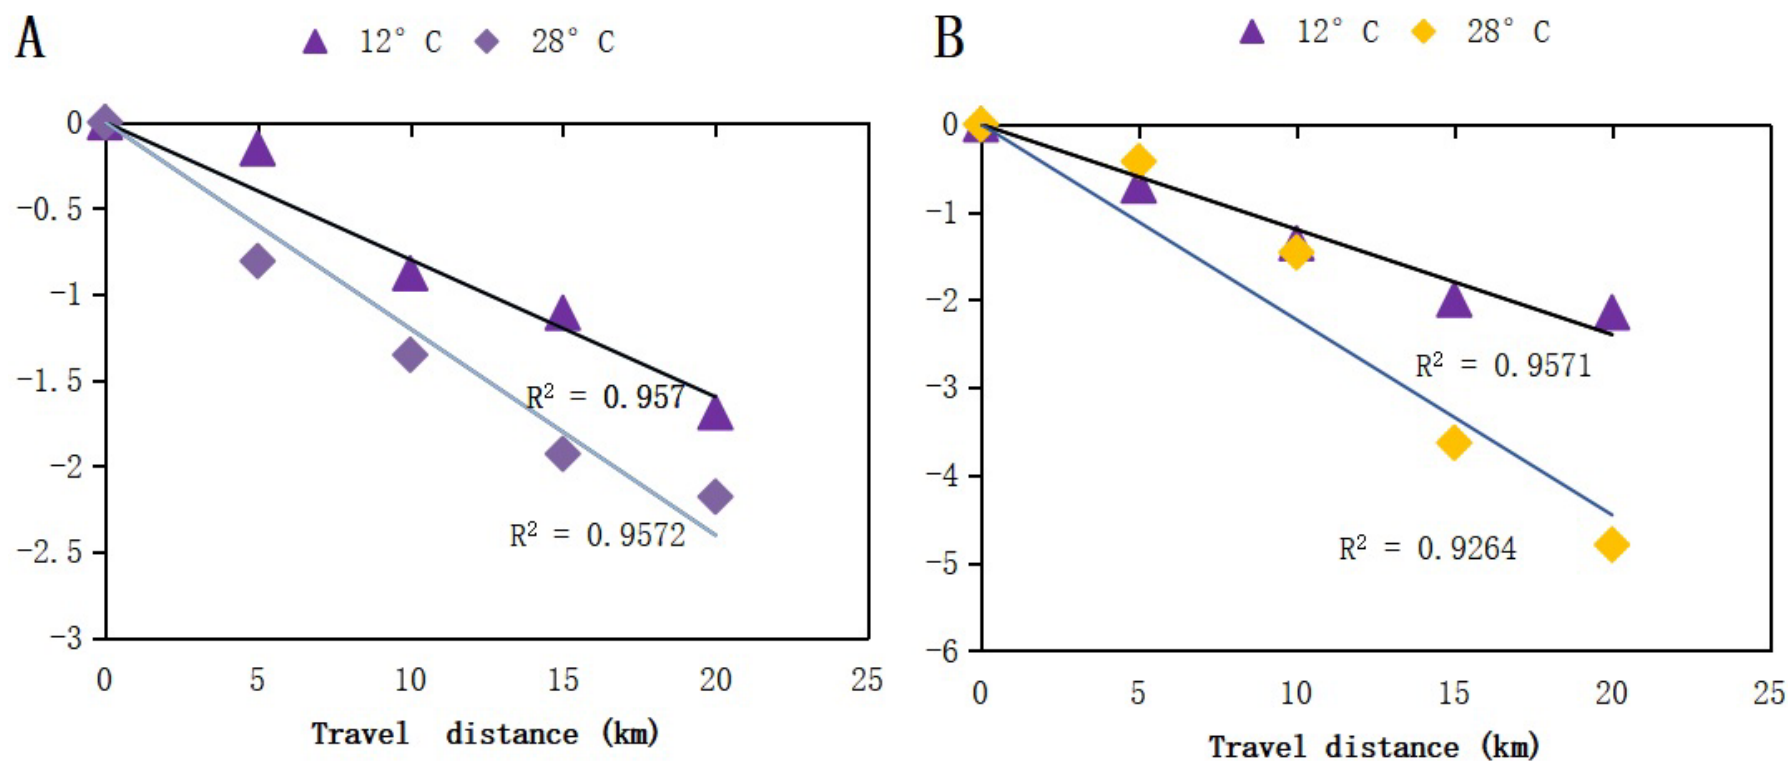 A
12° C 28° C
0
-0.5
-1
-1.5
-2
-2.5
-3
R² = 0.957
R² = 0.9572
0 5 10 15 20 25
Travel distance (km)
B
12° C 28° C
0
-1
-2
-3
-4
-5
-6
R² = 0.9571
R² = 0.9264
0 5 10 15 20 25
Travel distance (km)